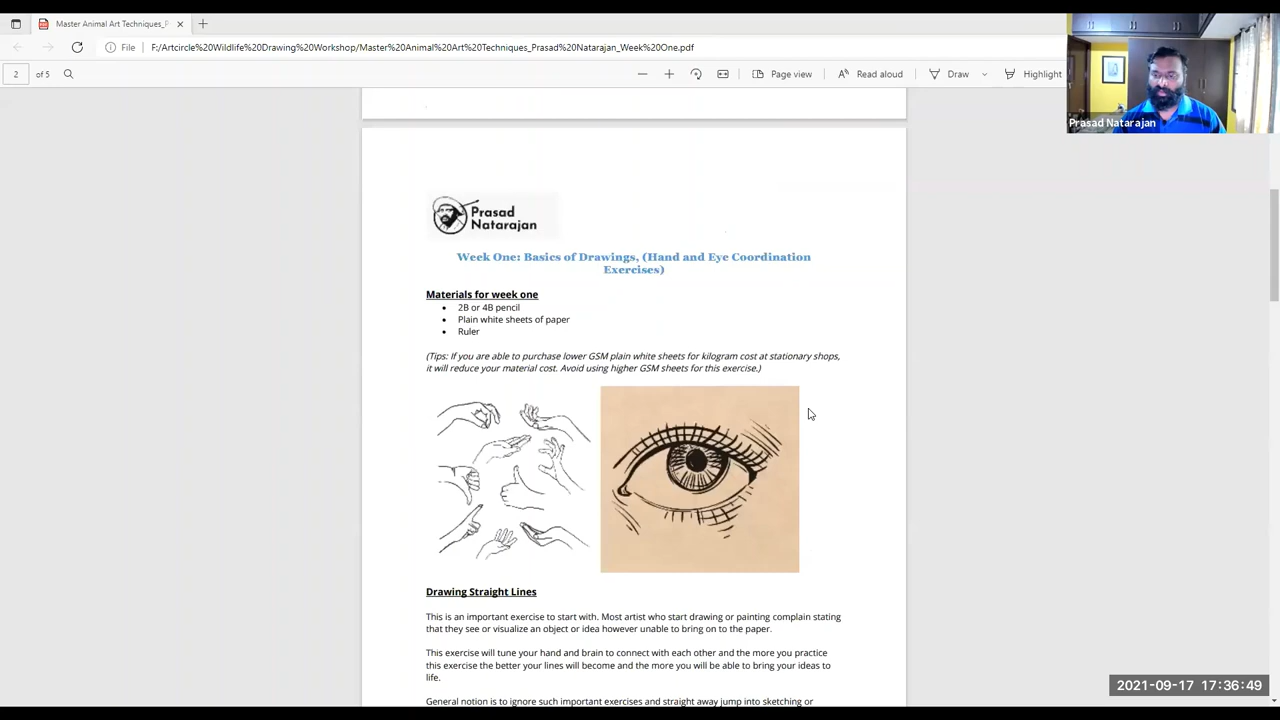 Master Animal Art Techniques_P
File
F:/Artcircle%20Wildlife%20Drawing%20Workshop/Master%20Animal%20Art%20Techniques_Prasad%20Natarajan_Week%20One.pdf
2
of 5
Page view
Read aloud
Draw
Highlight
Prasad Natarajan
Prasad
Natarajan
Week One: Basics of Drawings, (Hand and Eye Coordination
Exercises)
Materials for week one
• 2B or 4B pencil
• Plain white sheets of paper
• Ruler
(Tips: If you are able to purchase lower GSM plain white sheets for kilogram cost at stationary shops,
it will reduce your material cost. Avoid using higher GSM sheets for this exercise.)
Drawing Straight Lines
This is an important exercise to start with. Most artist who start drawing or painting complain stating
that they see or visualize an object or idea however unable to bring on to the paper.
This exercise will tune your hand and brain to connect with each other and the more you practice
this exercise the better your lines will become and the more you will be able to bring your ideas to
life.
General notion is to ignore such important exercises and straight away jump into sketching or
2021-09-17 17:36:49